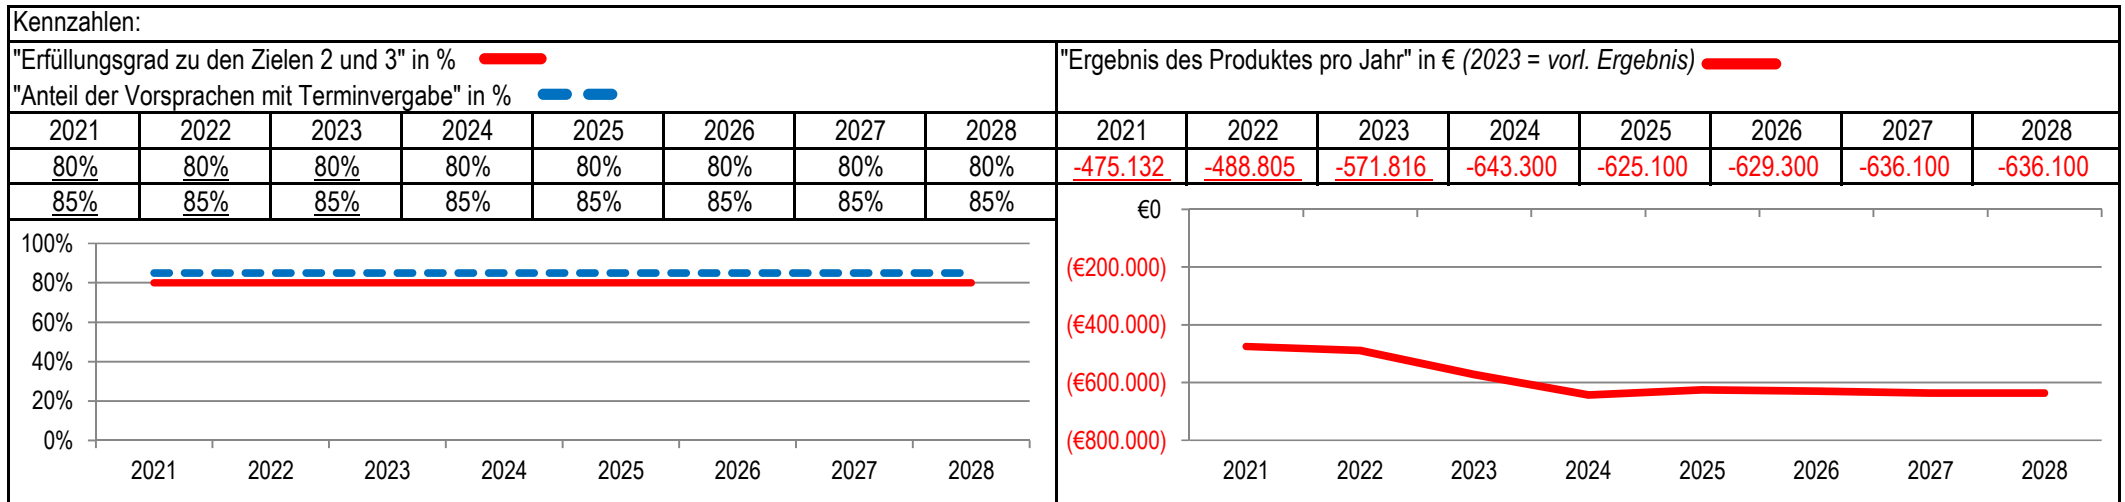 Kennzahlen:
"Erfüllungsgrad zu den Zielen 2 und 3" in %
"Anteil der Vorsprachen mit Terminvergabe" in %
2021 2022 2023 2024 2025 2026 2027 2028
80% 80% 80% 80% 80% 80% 80% 80%
85% 85% 85% 85% 85% 85% 85% 85%
100%
80%
60%
40%
20%
0%
2021 2022 2023 2024 2025 2026 2027 2028
"Ergebnis des Produktes pro Jahr" in € (2023 = vorl. Ergebnis)
2021 2022 2023 2024 2025 2026 2027 2028
-475.132 -488.805 -571.816 -643.300 -625.100 -629.300 -636.100 -636.100
€0
(€200.000)
(€400.000)
(€600.000)
(€800.000)
2021 2022 2023 2024 2025 2026 2027 2028